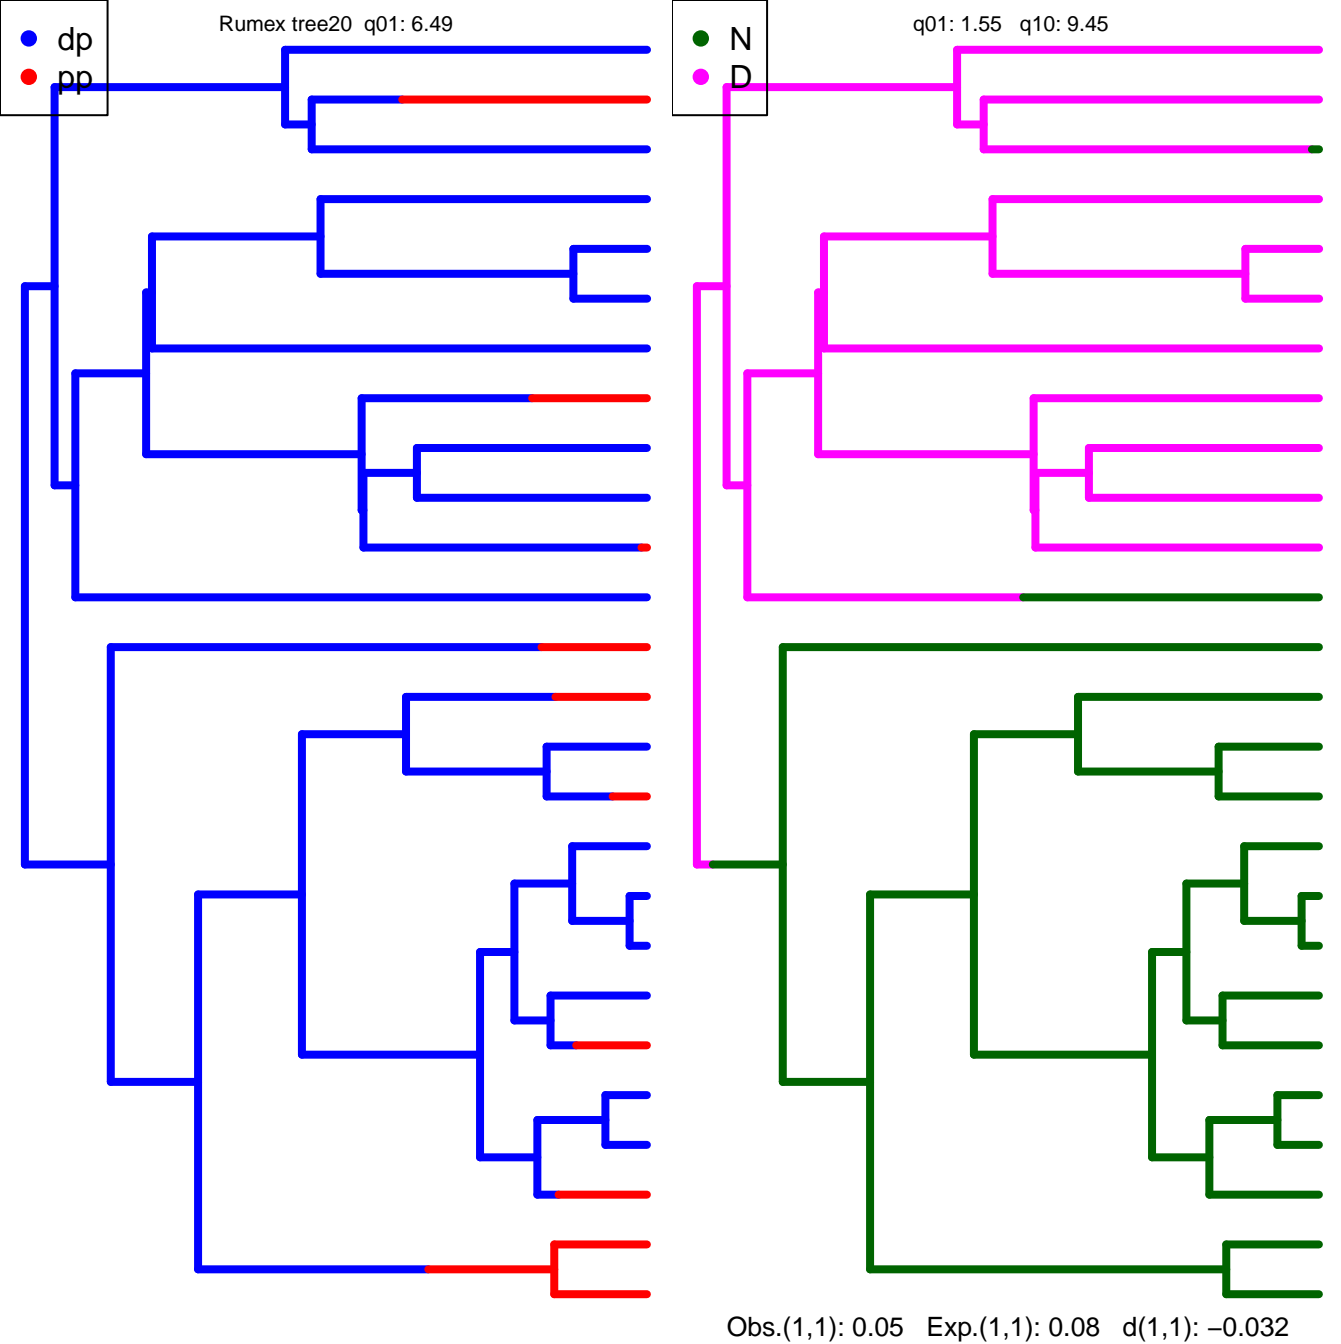 Rumex tree20  q01: 6.49
dp
pp
q01: 1.55   q10: 9.45
N
D
Obs.(1,1): 0.05   Exp.(1,1): 0.08   d(1,1): −0.032